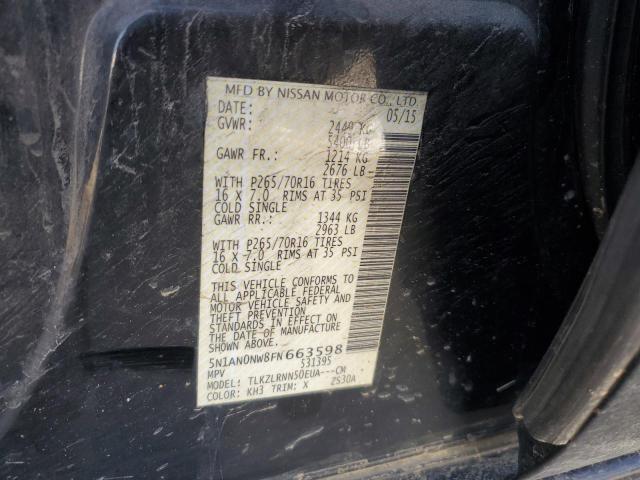 MFD BY NISSAN MOTOR CO., LTD.
DATE: 05/15
GVWR: 2449 KG
5400 LB
GAWR FR.: 1214 KG
2676 LB
WITH P265/70R16 TIRES
16 X 7.0 RIMS AT 35 PSI
COLD SINGLE
GAWR RR.: 1344 KG
2963 LB
WITH P265/70R16 TIRES
16 X 7.0 RIMS AT 35 PSI
COLD SINGLE
THIS VEHICLE CONFORMS TO
ALL APPLICABLE FEDERAL
MOTOR VEHICLE SAFETY AND
THEFT PREVENTION
STANDARDS IN EFFECT ON
THE DATE OF MANUFACTURE
SHOWN ABOVE.
5N1AN0NW8FN663598
MPV S31395
MODEL: TLKZLRNN50EUA---CM
COLOR: KH3 TRIM: X 2S30A